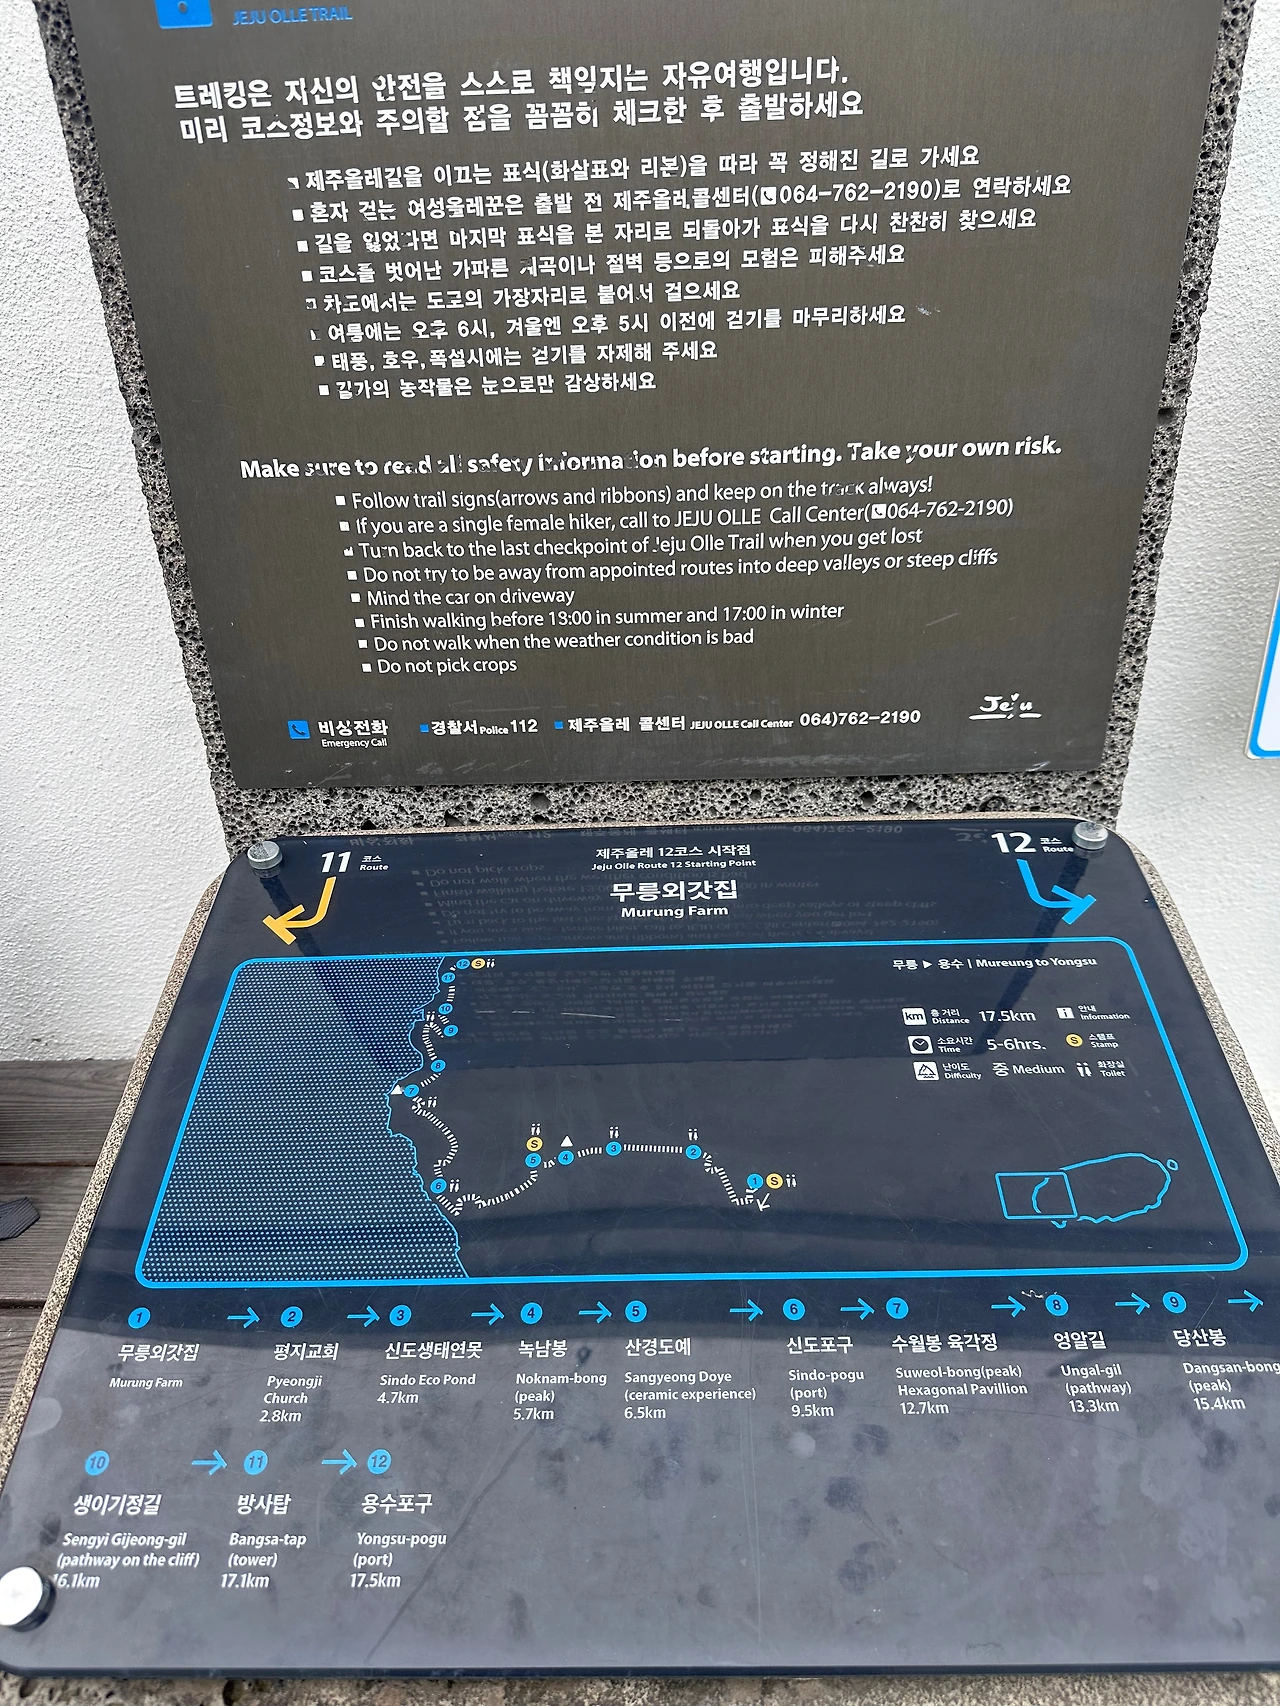 JEJU OLLE TRAIL
트레킹은 자신의 안전을 스스로 책임지는 자유여행입니다.
미리 코스정보와 주의할 점을 꼼꼼히 체크한 후 출발하세요
제주올레길을 이끄는 표식(화살표와 리본)을 따라 꼭 정해진 길로 가세요
혼자 걷는 여성올레꾼은 출발 전 제주올레콜센터(064-762-2190)로 연락하세요
길을 잃었다면 마지막 표식을 본 자리로 되돌아가 표식을 다시 찬찬히 찾으세요
코스를 벗어난 가파른 계곡이나 절벽 등으로의 모험은 피해주세요
차도에서는 도로의 가장자리로 붙어서 걸으세요
여름에는 오후 6시, 겨울엔 오후 5시 이전에 걷기를 마무리하세요
태풍, 호우, 폭설시에는 걷기를 자제해 주세요
길가의 농작물은 눈으로만 감상하세요
Make sure to read all safety information before starting. Take your own risk.
Follow trail signs(arrows and ribbons) and keep on the track always!
If you are a single female hiker, call to JEJU OLLE Call Center(064-762-2190)
Turn back to the last checkpoint of Jeju Olle Trail when you get lost
Do not try to be away from appointed routes into deep valleys or steep cliffs
Mind the car on driveway
Finish walking before 18:00 in summer and 17:00 in winter
Do not walk when the weather condition is bad
Do not pick crops
비상전화 경찰서 Police 112 제주올레 콜센터 JEJU OLLE Call Center 064)762-2190
Emergency Call
Jeju
11 코스 Route
제주올레 12코스 시작점
Jeju Olle Route 12 Starting Point
무릉외갓집
Murung Farm
12 코스 Route
무릉 ▶ 용수 | Mureung to Yongsu
km 총 거리 Distance 17.5km i 안내 Information
소요시간 Time 5-6hrs. S 스탬프 Stamp
난이도 Difficulty 중 Medium 화장실 Toilet
12 S
11
10
9
8
7
6
S
5 4 3 2
1 S
1 → 2 → 3 → 4 → 5 → 6 → 7 → 8 → 9 →
무릉외갓집 평지교회 신도생태연못 녹남봉 산경도예 신도포구 수월봉 육각정 엉알길 당산봉
Murung Farm Pyeongji Church 2.8km
Sindo Eco Pond 4.7km
Noknam-bong (peak) 5.7km
Sangyeong Doye (ceramic experience) 6.5km
Sindo-pogu (port) 9.5km
Suweol-bong(peak) Hexagonal Pavillion 12.7km
Ungal-gil (pathway) 13.3km
Dangsan-bong (peak) 15.4km
10 → 11 → 12
생이기정길 방사탑 용수포구
Sengyi Gijeong-gil (pathway on the cliff) 16.1km
Bangsa-tap (tower) 17.1km
Yongsu-pogu (port) 17.5km